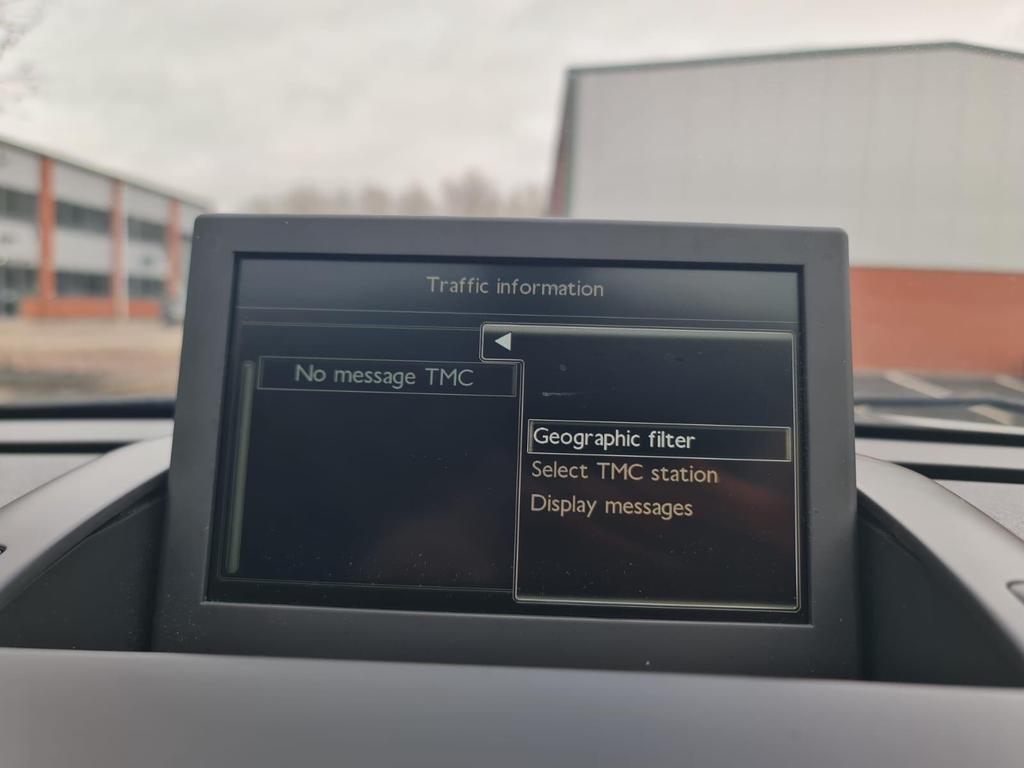 Traffic information
No message TMC
Geographic filter
Select TMC station
Display messages